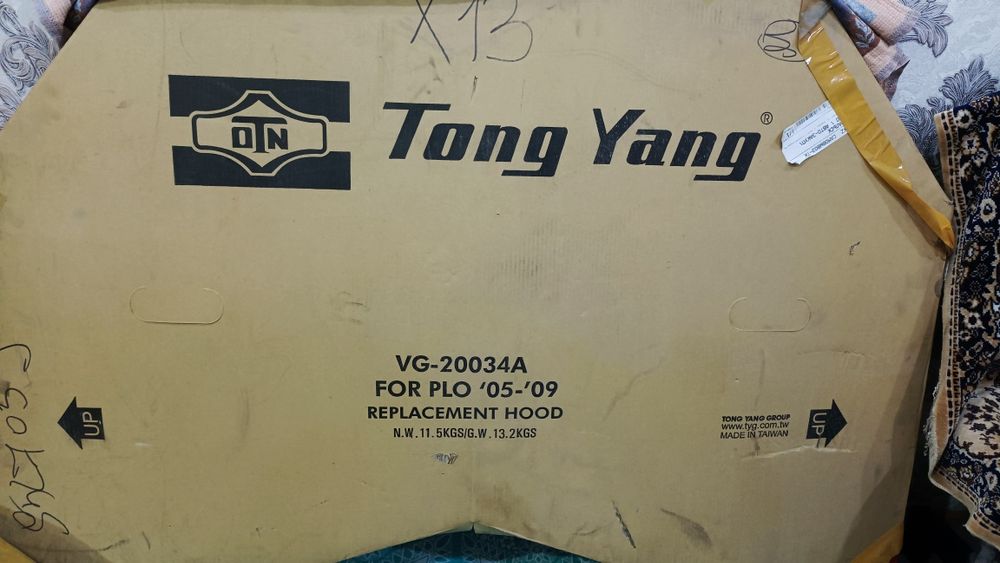 X 13
B
OTN
Tong Yang®
VG-20034A
FOR PLO ‘05-’09
REPLACEMENT HOOD
N.W.11.5KGS/G.W.13.2KGS
UP
TONG YANG GROUP
www.tyg.com.tw
MADE IN TAIWAN
UP